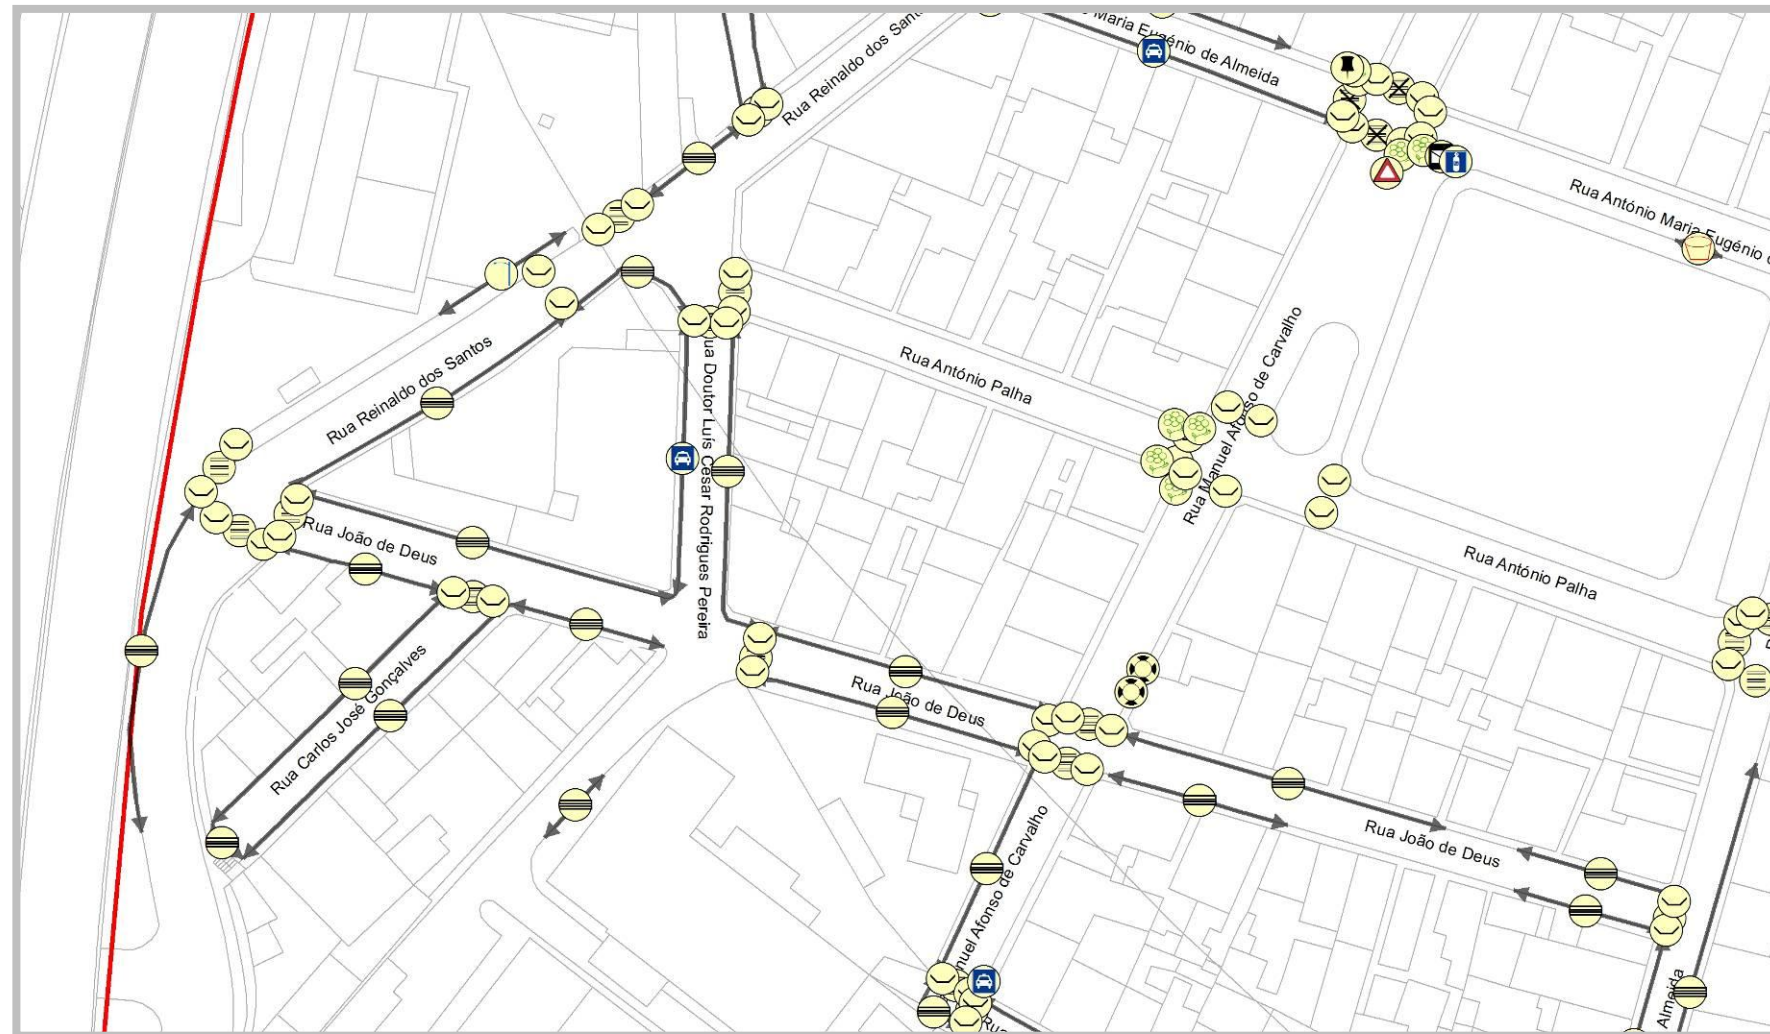 Rua Reinaldo dos Sant
Maria Eugénio de Almeida
Rua António Maria Eugénio d
Rua António Palha
Rua Manuel Afonso de Carvalho
Rua Reinaldo dos Santos
ua Doutor Luís César Rodrigues Pereira
Rua João de Deus
Rua António Palha
Rua Carlos José Gonçalves
Rua João de Deus
Rua João de Deus
nuel Afonso de Carvalho
Almeida
Rua